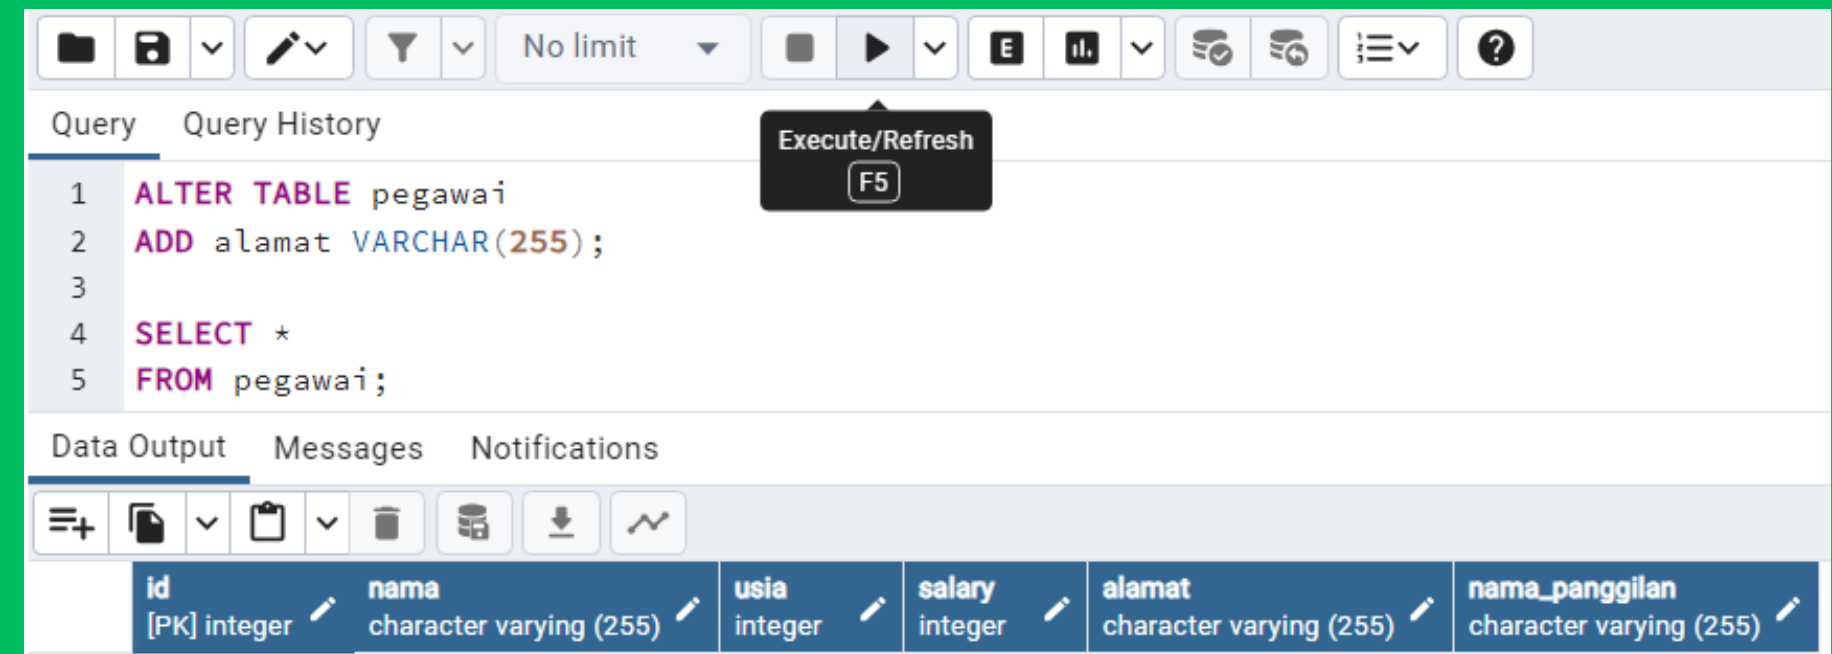 No limit
E
?
Query Query History
Execute/Refresh
F5
1 ALTER TABLE pegawai
2 ADD alamat VARCHAR(255);
3
4 SELECT *
5 FROM pegawai;
Data Output Messages Notifications
id nama usia salary alamat nama_panggilan
[PK] integer character varying (255) integer integer character varying (255) character varying (255)